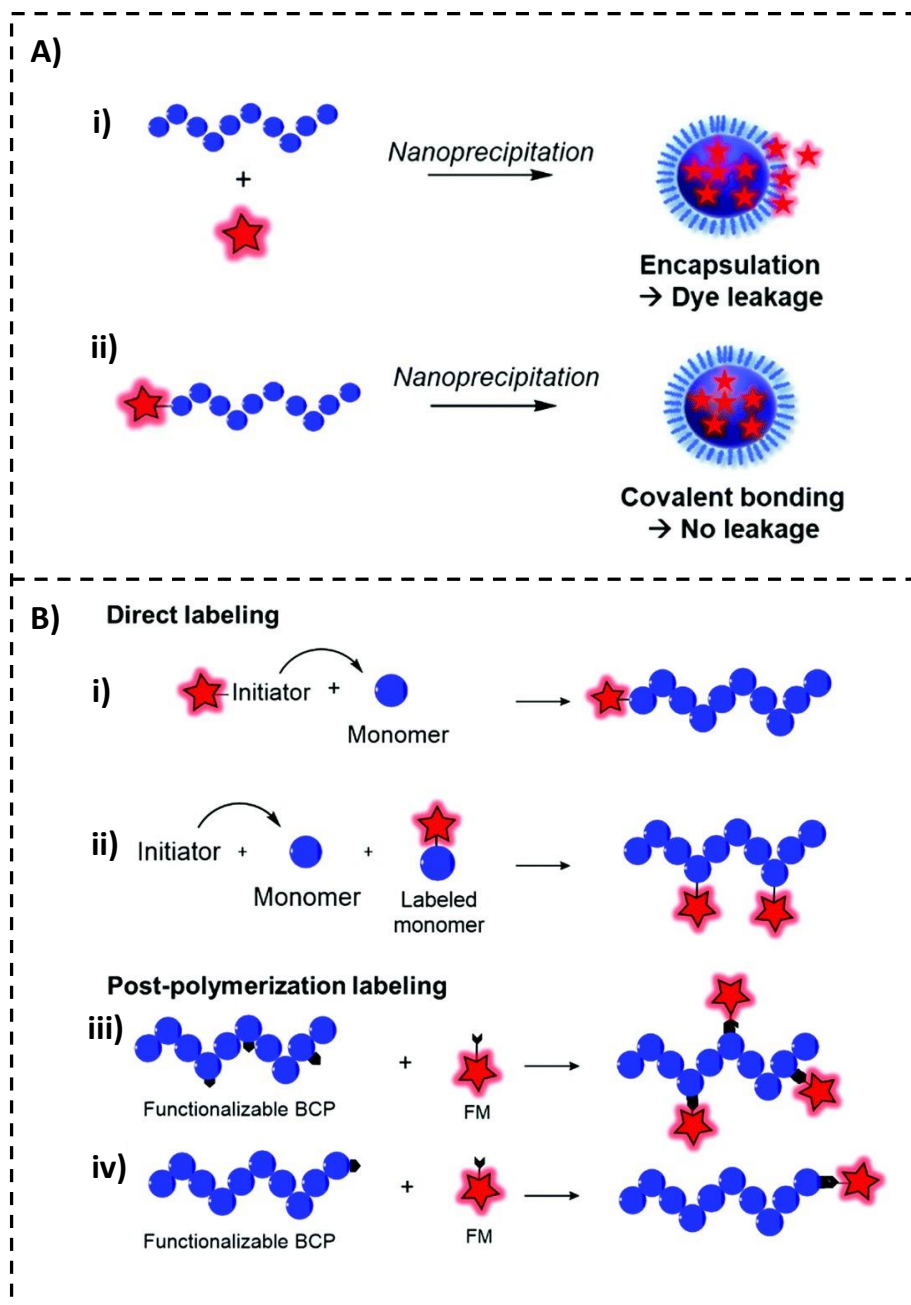 A)
i)
+
Nanoprecipitation
Encapsulation
→ Dye leakage
ii)
Nanoprecipitation
Covalent bonding
→ No leakage
B)
Direct labeling
i)
Initiator + 
Monomer
ii)
Initiator + +
Monomer
Labeled
monomer
Post-polymerization labeling
iii)
+
Functionalizable BCP
FM
iv)
+
Functionalizable BCP
FM